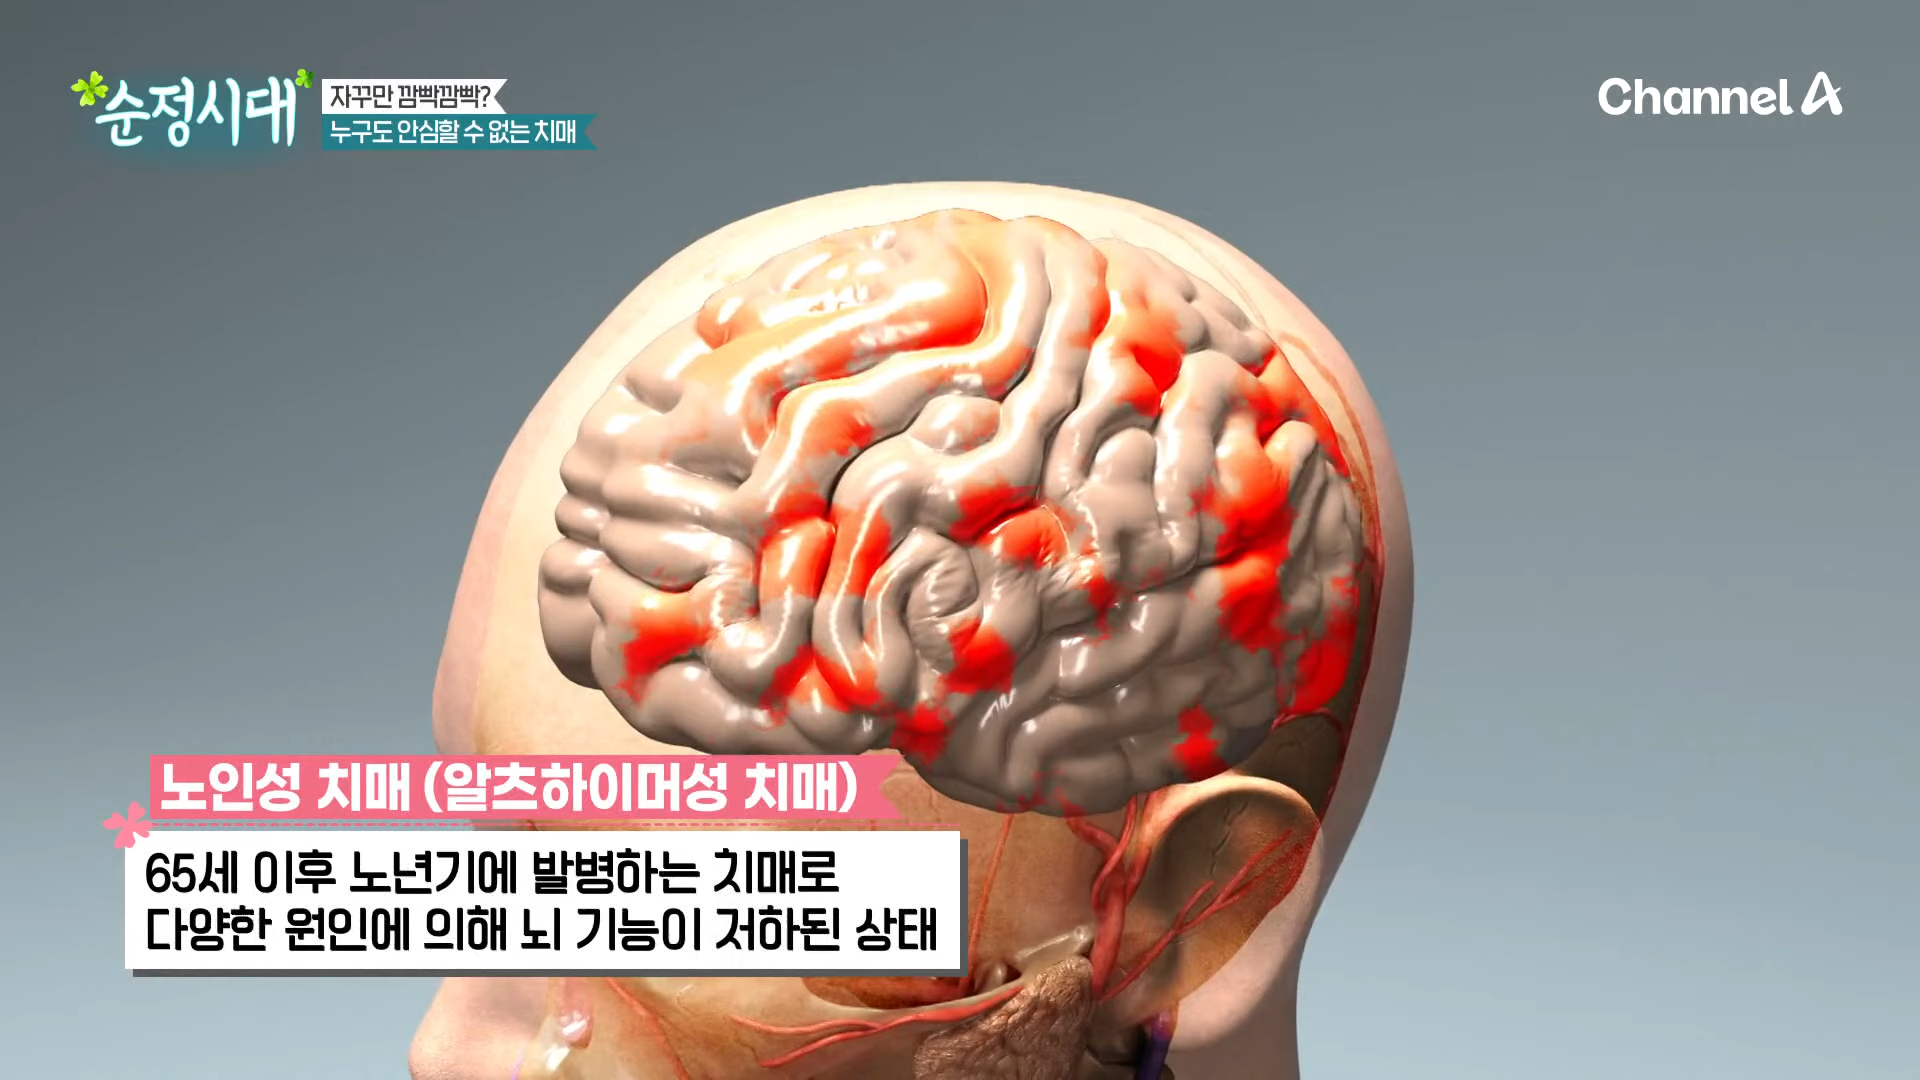 순정시대
자꾸만 깜빡깜빡?
누구도 안심할 수 없는 치매
Channel A
노인성 치매 (알츠하이머성 치매)
65세 이후 노년기에 발병하는 치매로
다양한 원인에 의해 뇌 기능이 저하된 상태